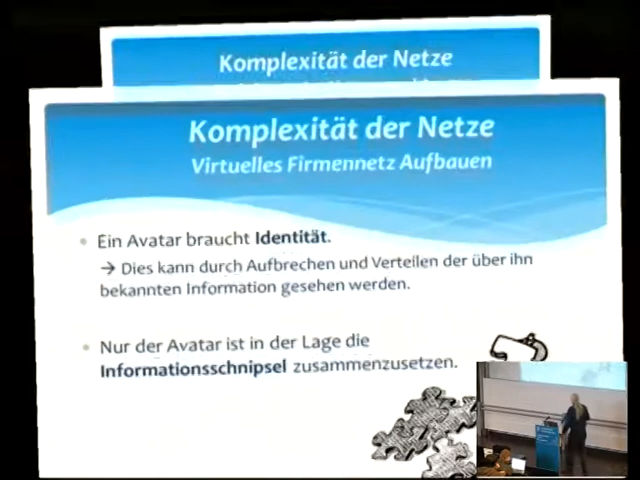 Komplexität der Netze
Komplexität der Netze
Virtuelles Firmennetz Aufbauen
Ein Avatar braucht Identität.
→ Dies kann durch Aufbrechen und Verteilen der über ihn
bekannten Information gesehen werden.
Nur der Avatar ist in der Lage die
Informationsschnipsel zusammenzusetzen.